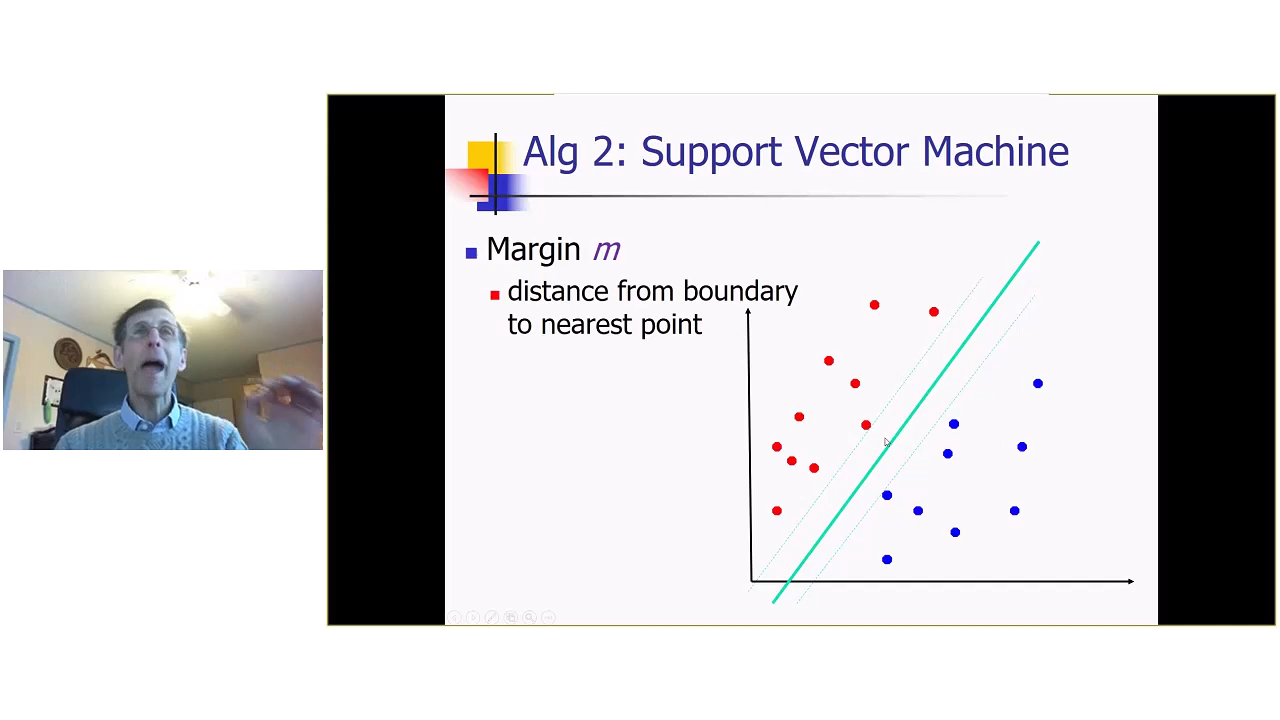 Alg 2: Support Vector Machine
Margin m
distance from boundary
to nearest point